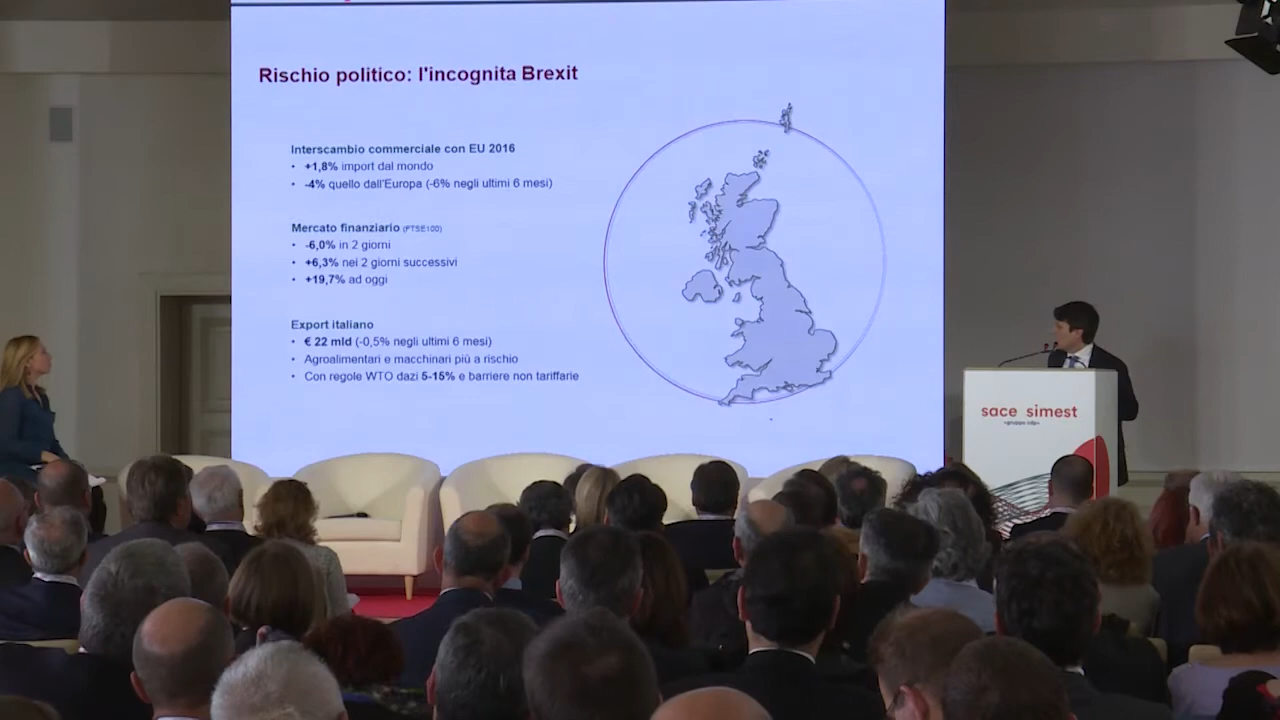 Rischio politico: l'incognita Brexit
Interscambio commerciale con EU 2016
• +1,8% import dal mondo
• -4% quello dall'Europa (-6% negli ultimi 6 mesi)
Mercato finanziario (FTSE100)
• -6,0% in 2 giorni
• +6,3% nei 2 giorni successivi
• +19,7% ad oggi
Export italiano
• € 22 mld (-0,5% negli ultimi 6 mesi)
• Agroalimentari e macchinari più a rischio
• Con regole WTO dazi 5-15% e barriere non tariffarie
sace simest
«gruppo cdp»